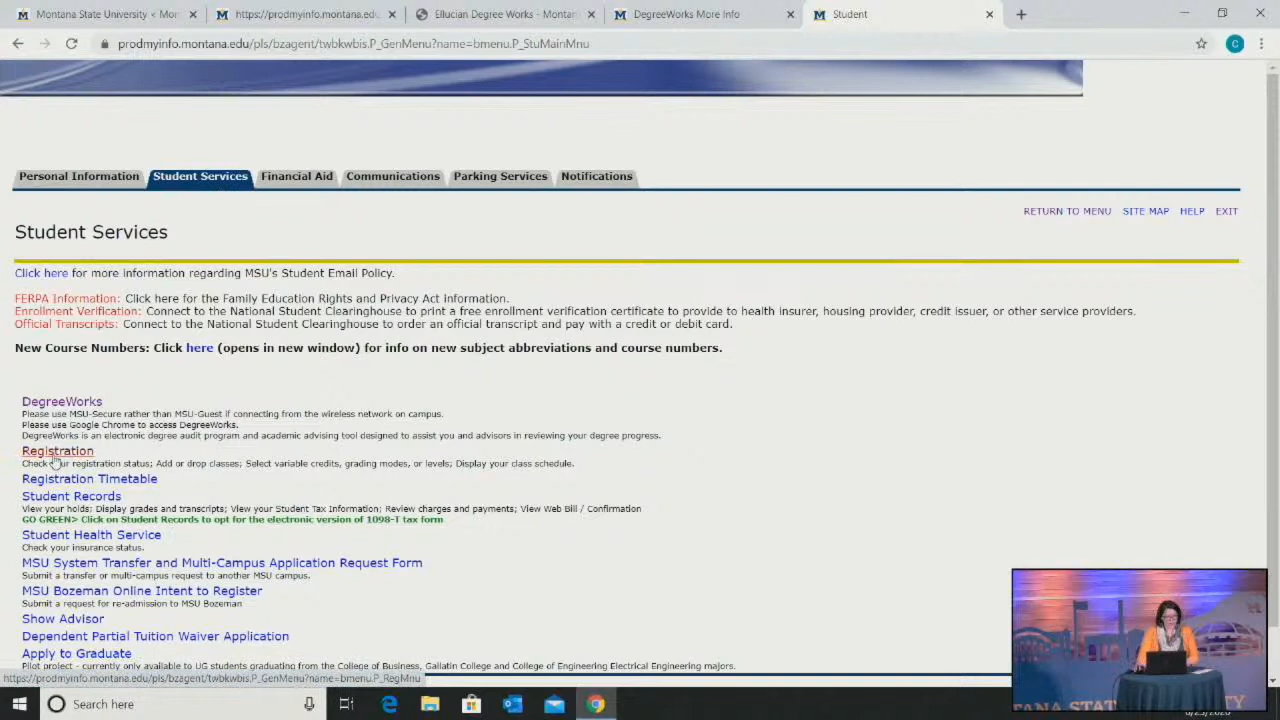 Montana State University < Mon
https://prodmyinfo.montana.edu
Ellucian Degree Works - Montan
DegreeWorks More Info
Student
prodmyinfo.montana.edu/pls/bzagent/twbkwbis.P_GenMenu?name=bmenu.P_StuMainMnu
C
Personal Information
Student Services
Financial Aid
Communications
Parking Services
Notifications
RETURN TO MENU
SITE MAP
HELP
EXIT
Student Services
Click here for more information regarding MSU's Student Email Policy.
FERPA Information: Click here for the Family Education Rights and Privacy Act information.
Enrollment Verification: Connect to the National Student Clearinghouse to print a free enrollment verification certificate to provide to health insurer, housing provider, credit issuer, or other service providers.
Official Transcripts: Connect to the National Student Clearinghouse to order an official transcript and pay with a credit or debit card.
New Course Numbers: Click here (opens in new window) for info on new subject abbreviations and course numbers.
DegreeWorks
Please use MSU-Secure rather than MSU-Guest if connecting from the wireless network on campus.
Please use Google Chrome to access DegreeWorks.
DegreeWorks is an electronic degree audit program and academic advising tool designed to assist you and advisors in reviewing your degree progress.
Registration
Check your registration status; Add or drop classes; Select variable credits, grading modes, or levels; Display your class schedule.
Registration Timetable
Student Records
View your holds; Display grades and transcripts; View your Student Tax Information; Review charges and payments; View Web Bill / Confirmation
GO GREEN> Click on Student Records to opt for the electronic version of 1098-T tax form
Student Health Service
Check your insurance status.
MSU System Transfer and Multi-Campus Application Request Form
Submit a transfer or multi-campus request to another MSU campus.
MSU Bozeman Online Intent to Register
Submit a request for re-admission to MSU Bozeman
Show Advisor
Dependent Partial Tuition Waiver Application
Apply to Graduate
Pilot project - currently only available to UG students graduating from the College of Business, Gallatin College and College of Engineering Electrical Engineering majors.
https://prodmyinfo.montana.edu/pls/bzagent/twbkwbis.P_GenMenu?name=bmenu.P_RegMnu
TANA STAT
Search here